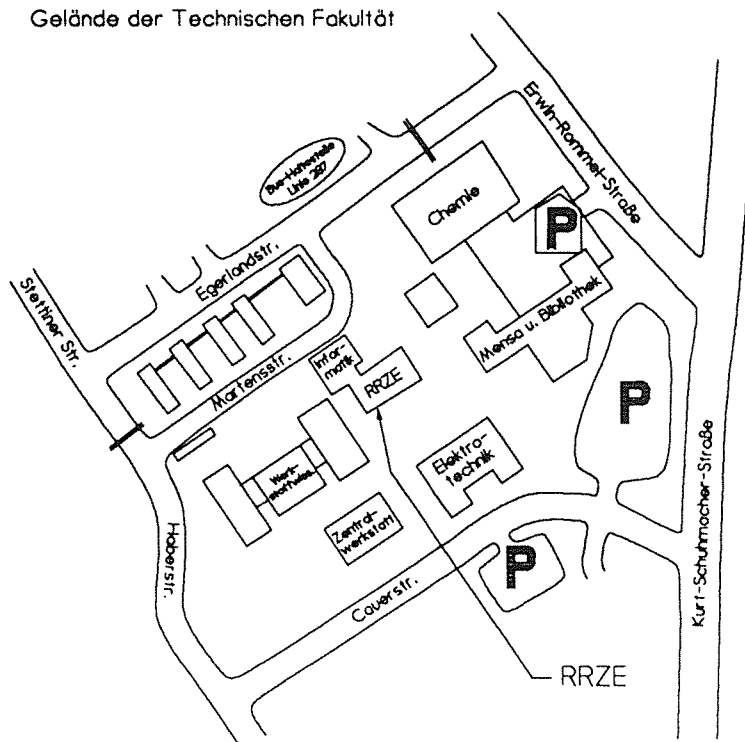 Gelände der Technischen Fakultät
Erwin-Rommel-Straße
Bus-Haltestelle
Linie 287
Chemie
P
Egerlandstr.
Stettiner Str.
Mensa u. Bibliothek
Martensstr.
Infor-
matik
RRZE
P
Kurt-Schuhmacher-Straße
Elektro-
technik
Werk-
stoffwiss.
Zentral-
werkstatt
Haberstr.
P
Cauerstr.
RRZE